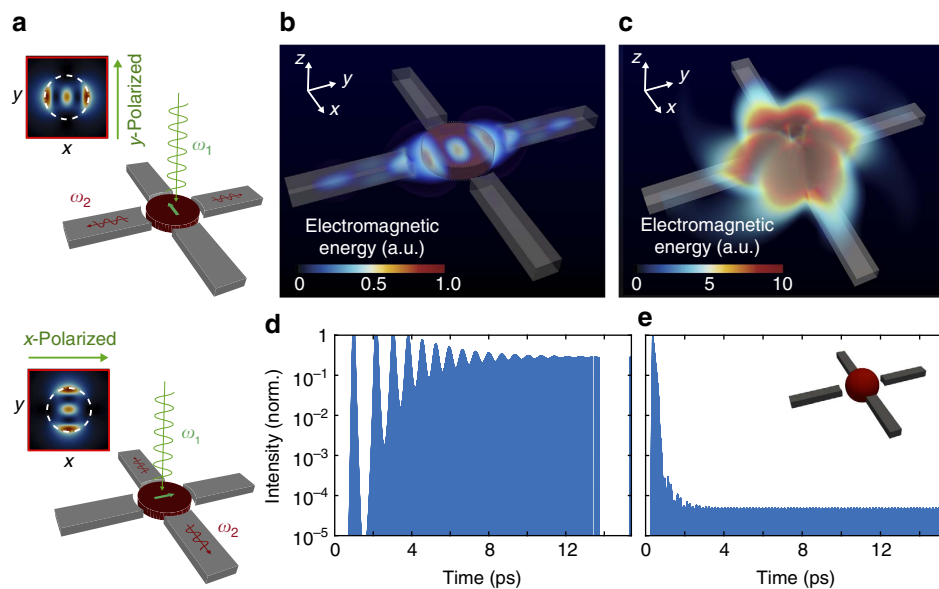 a
y
x
y-Polarized
ω1
ω2
x-Polarized
y
x
ω1
ω2
b
z
y
x
Electromagnetic
energy (a.u.)
0 0.5 1.0
c
z
y
x
Electromagnetic
energy (a.u.)
0 5 10
d
Intensity (norm.)
1
10−1
10−2
10−3
10−4
10−5
0 4 8 12
Time (ps)
e
0 4 8 12
Time (ps)